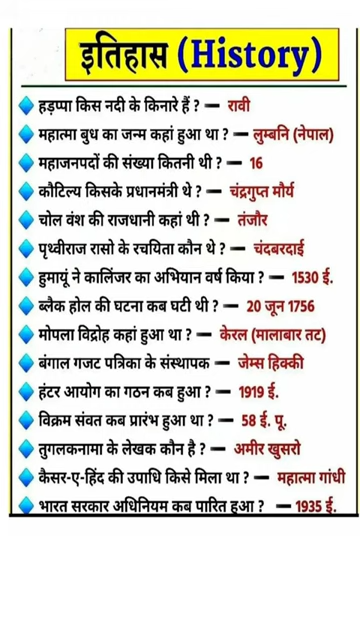 इतिहास (History)
हड़प्पा किस नदी के किनारे हैं ? – रावी
महात्मा बुध का जन्म कहां हुआ था ? – लुम्बनि (नेपाल)
महाजनपदों की संख्या कितनी थी ? – 16
कौटिल्य किसके प्रधानमंत्री थे ? – चंद्रगुप्त मौर्य
चोल वंश की राजधानी कहां थी ? – तंजौर
पृथ्वीराज रासो के रचयिता कौन थे ? – चंदबरदाई
हुमायूं ने कालिंजर का अभियान वर्ष किया ? – 1530 ई.
ब्लैक होल की घटना कब घटी थी ? – 20 जून 1756
मोपला विद्रोह कहां हुआ था ? – केरल (मालाबार तट)
बंगाल गजट पत्रिका के संस्थापक – जेम्स हिक्की
हंटर आयोग का गठन कब हुआ ? – 1919 ई.
विक्रम संवत कब प्रारंभ हुआ था ? – 58 ई. पू.
तुगलकनामा के लेखक कौन है ? – अमीर खुसरो
कैसर-ए-हिंद की उपाधि किसे मिला था ? – महात्मा गांधी
भारत सरकार अधिनियम कब पारित हुआ ? – 1935 ई.